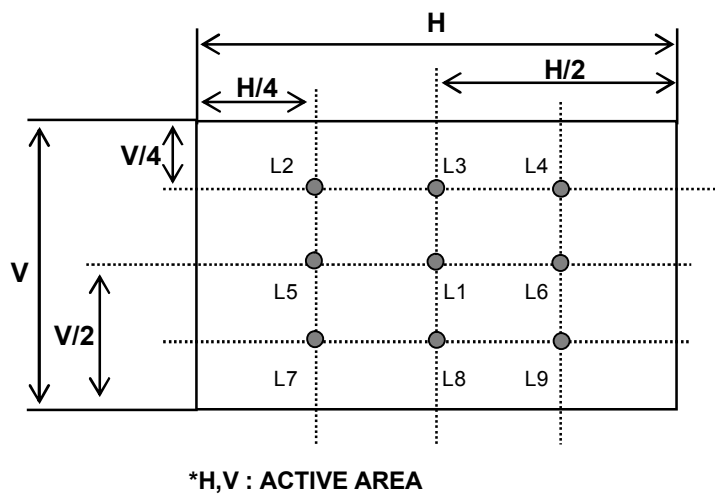 H
H/4
H/2
V/4
L2
L3
L4
V
L5
L1
L6
V/2
L7
L8
L9
*H,V : ACTIVE AREA